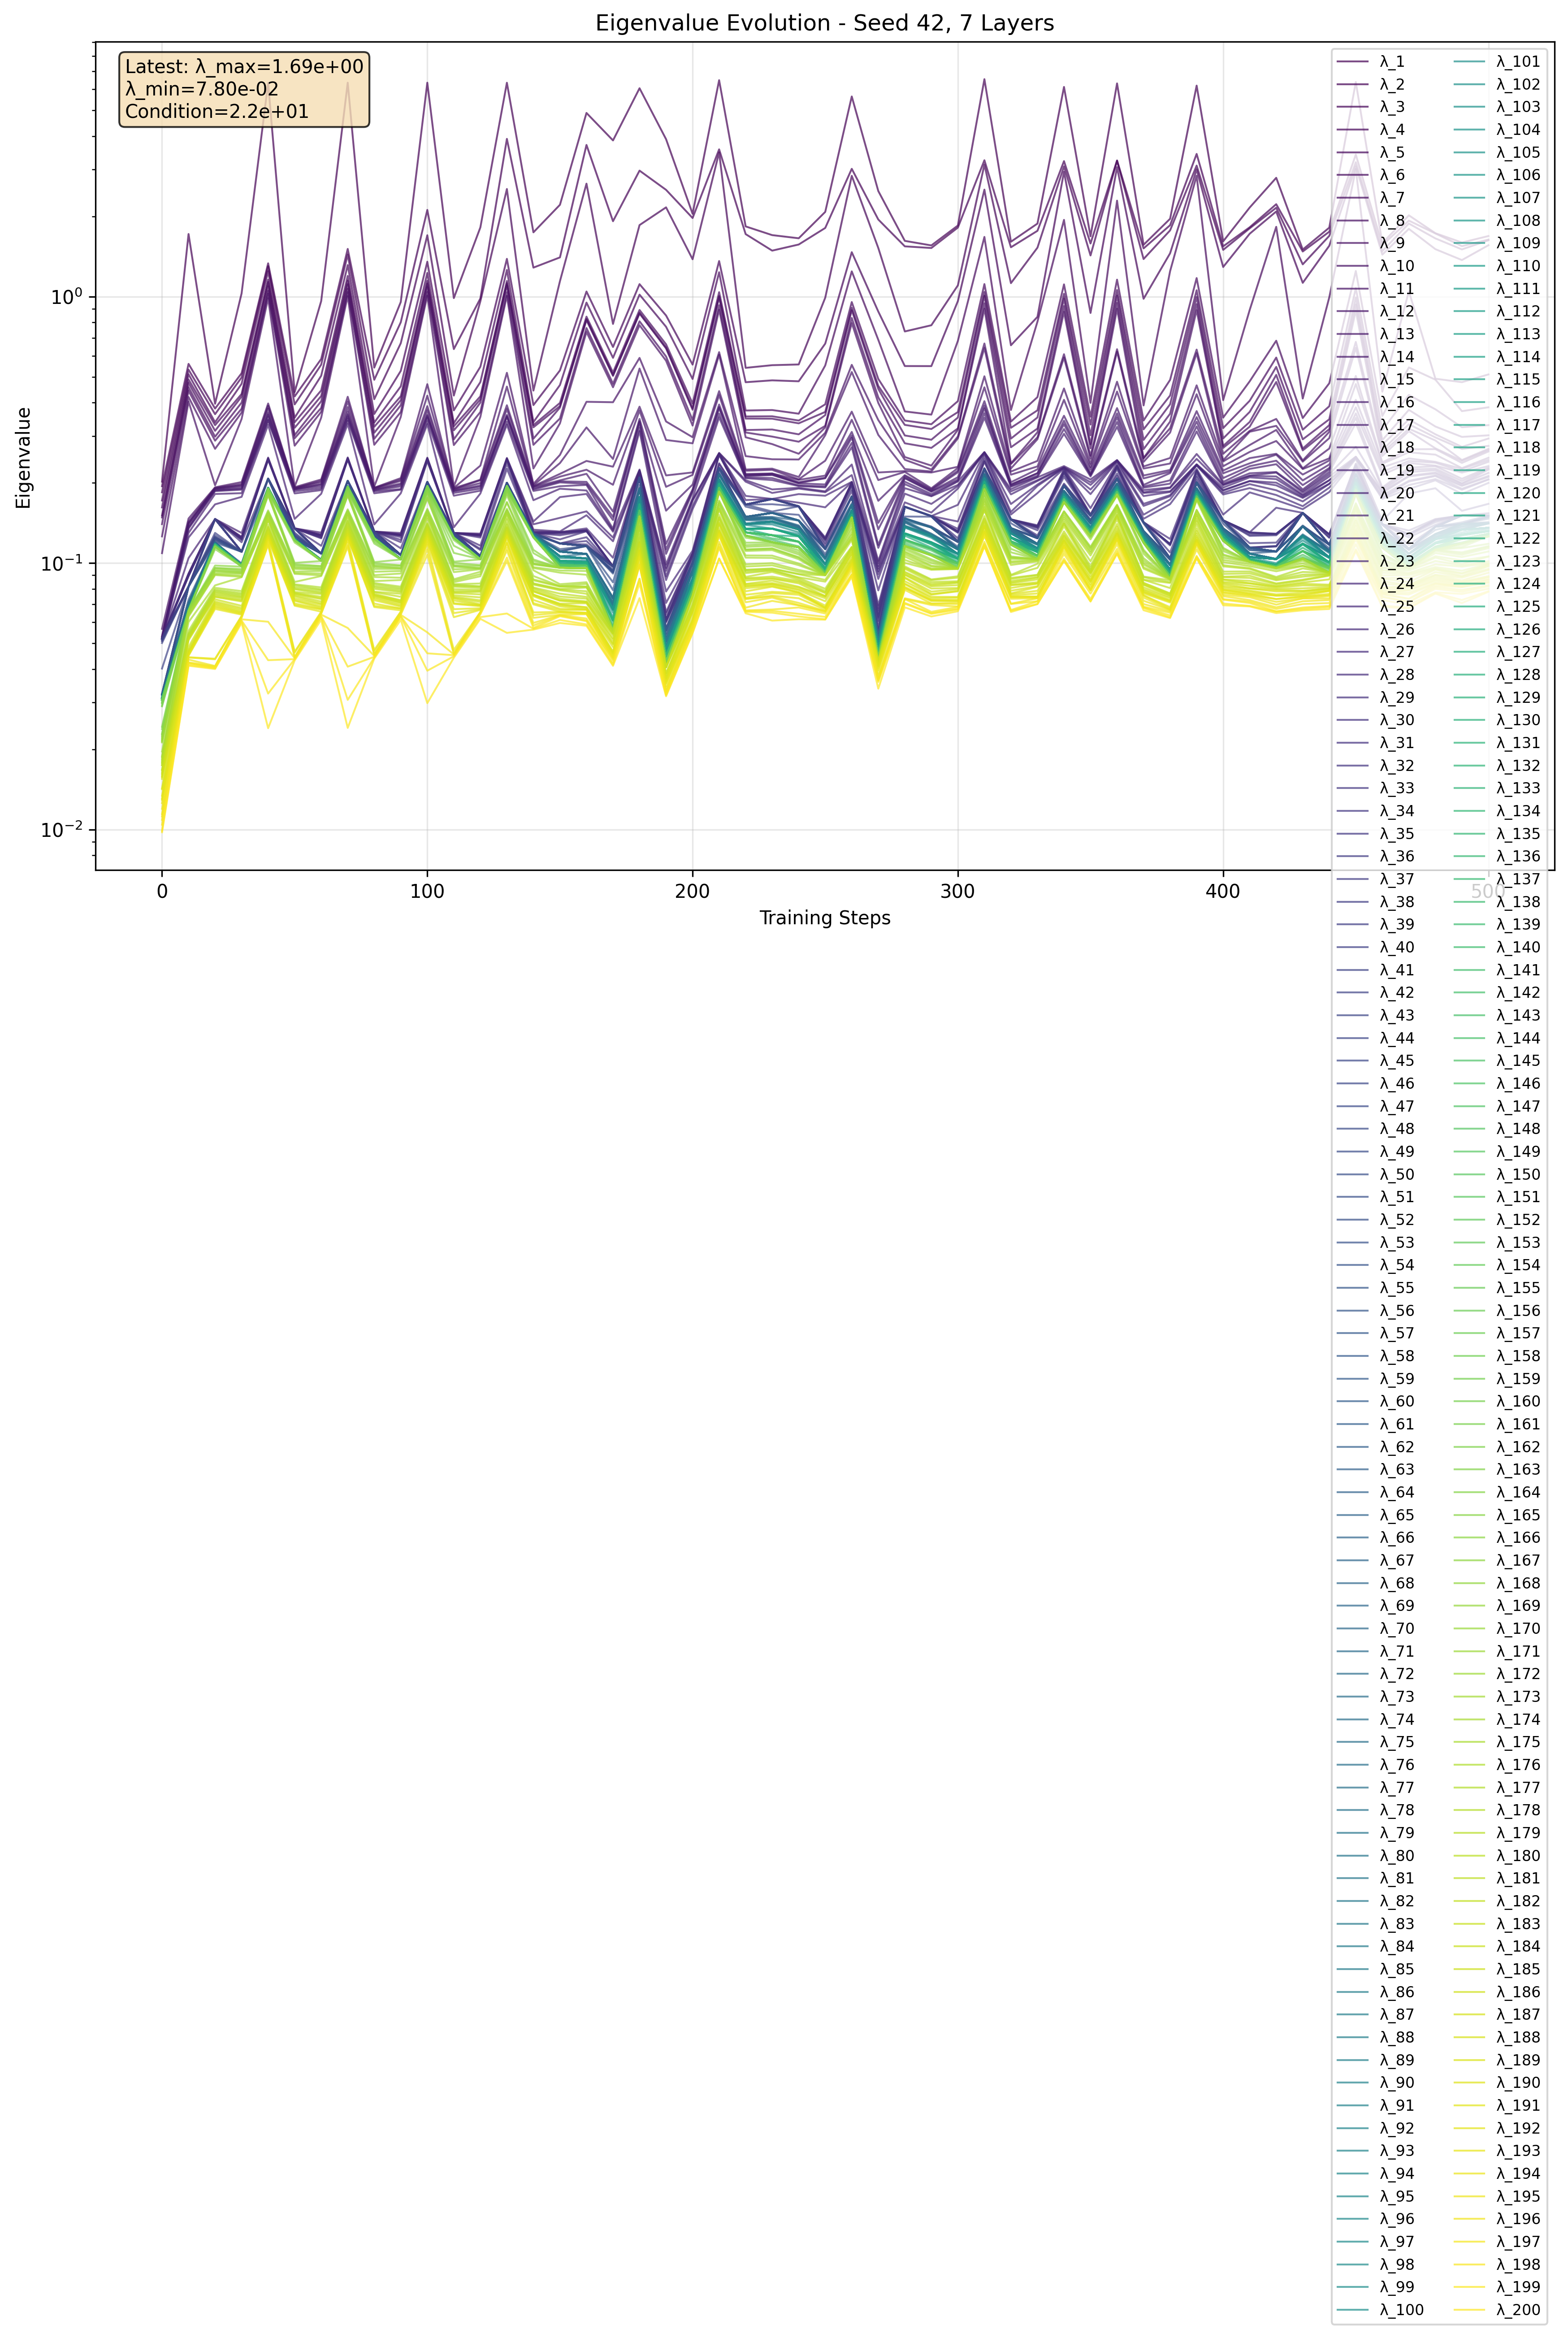 Eigenvalue Evolution - Seed 42, 7 Layers
Latest: λ_max=1.69e+00
λ_min=7.80e-02
Condition=2.2e+01
Eigenvalue
10⁰
10⁻¹
10⁻²
0
100
200
300
400
500
Training Steps
λ_1
λ_2
λ_3
λ_4
λ_5
λ_6
λ_7
λ_8
λ_9
λ_10
λ_11
λ_12
λ_13
λ_14
λ_15
λ_16
λ_17
λ_18
λ_19
λ_20
λ_21
λ_22
λ_23
λ_24
λ_25
λ_26
λ_27
λ_28
λ_29
λ_30
λ_31
λ_32
λ_33
λ_34
λ_35
λ_36
λ_37
λ_38
λ_39
λ_40
λ_41
λ_42
λ_43
λ_44
λ_45
λ_46
λ_47
λ_48
λ_49
λ_50
λ_51
λ_52
λ_53
λ_54
λ_55
λ_56
λ_57
λ_58
λ_59
λ_60
λ_61
λ_62
λ_63
λ_64
λ_65
λ_66
λ_67
λ_68
λ_69
λ_70
λ_71
λ_72
λ_73
λ_74
λ_75
λ_76
λ_77
λ_78
λ_79
λ_80
λ_81
λ_82
λ_83
λ_84
λ_85
λ_86
λ_87
λ_88
λ_89
λ_90
λ_91
λ_92
λ_93
λ_94
λ_95
λ_96
λ_97
λ_98
λ_99
λ_100
λ_101
λ_102
λ_103
λ_104
λ_105
λ_106
λ_107
λ_108
λ_109
λ_110
λ_111
λ_112
λ_113
λ_114
λ_115
λ_116
λ_117
λ_118
λ_119
λ_120
λ_121
λ_122
λ_123
λ_124
λ_125
λ_126
λ_127
λ_128
λ_129
λ_130
λ_131
λ_132
λ_133
λ_134
λ_135
λ_136
λ_137
λ_138
λ_139
λ_140
λ_141
λ_142
λ_143
λ_144
λ_145
λ_146
λ_147
λ_148
λ_149
λ_150
λ_151
λ_152
λ_153
λ_154
λ_155
λ_156
λ_157
λ_158
λ_159
λ_160
λ_161
λ_162
λ_163
λ_164
λ_165
λ_166
λ_167
λ_168
λ_169
λ_170
λ_171
λ_172
λ_173
λ_174
λ_175
λ_176
λ_177
λ_178
λ_179
λ_180
λ_181
λ_182
λ_183
λ_184
λ_185
λ_186
λ_187
λ_188
λ_189
λ_190
λ_191
λ_192
λ_193
λ_194
λ_195
λ_196
λ_197
λ_198
λ_199
λ_200